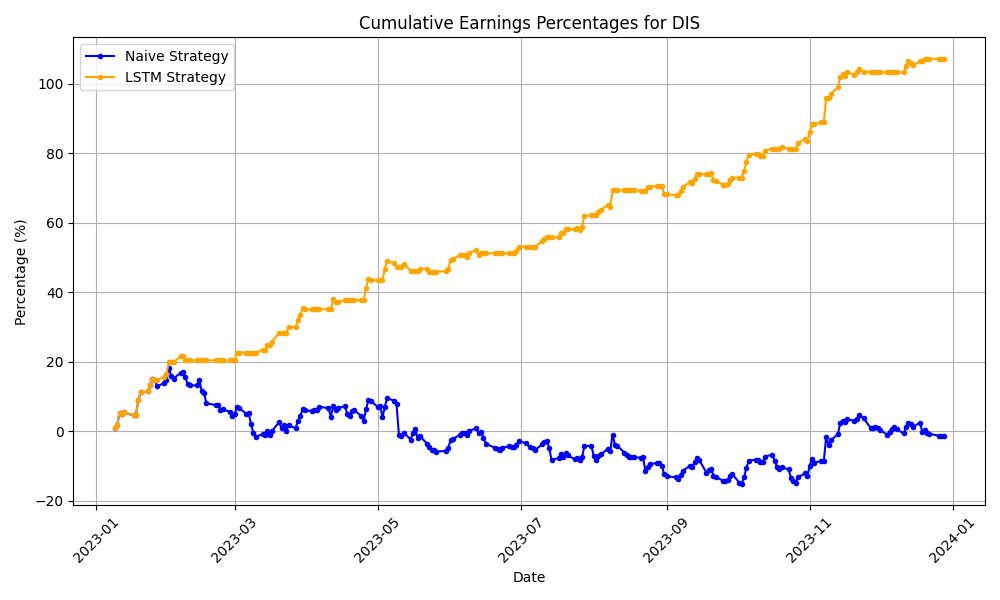 Cumulative Earnings Percentages for DIS
Naive Strategy
LSTM Strategy
Percentage (%)
100
80
60
40
20
0
−20
2023-01
2023-03
2023-05
2023-07
2023-09
2023-11
2024-01
Date